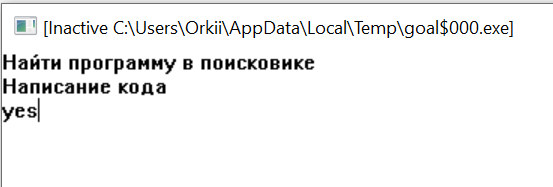 [Inactive C:\Users\Orkii\AppData\Local\Temp\goal$000.exe]
Найти программу в поисковике
Написание кода
yes